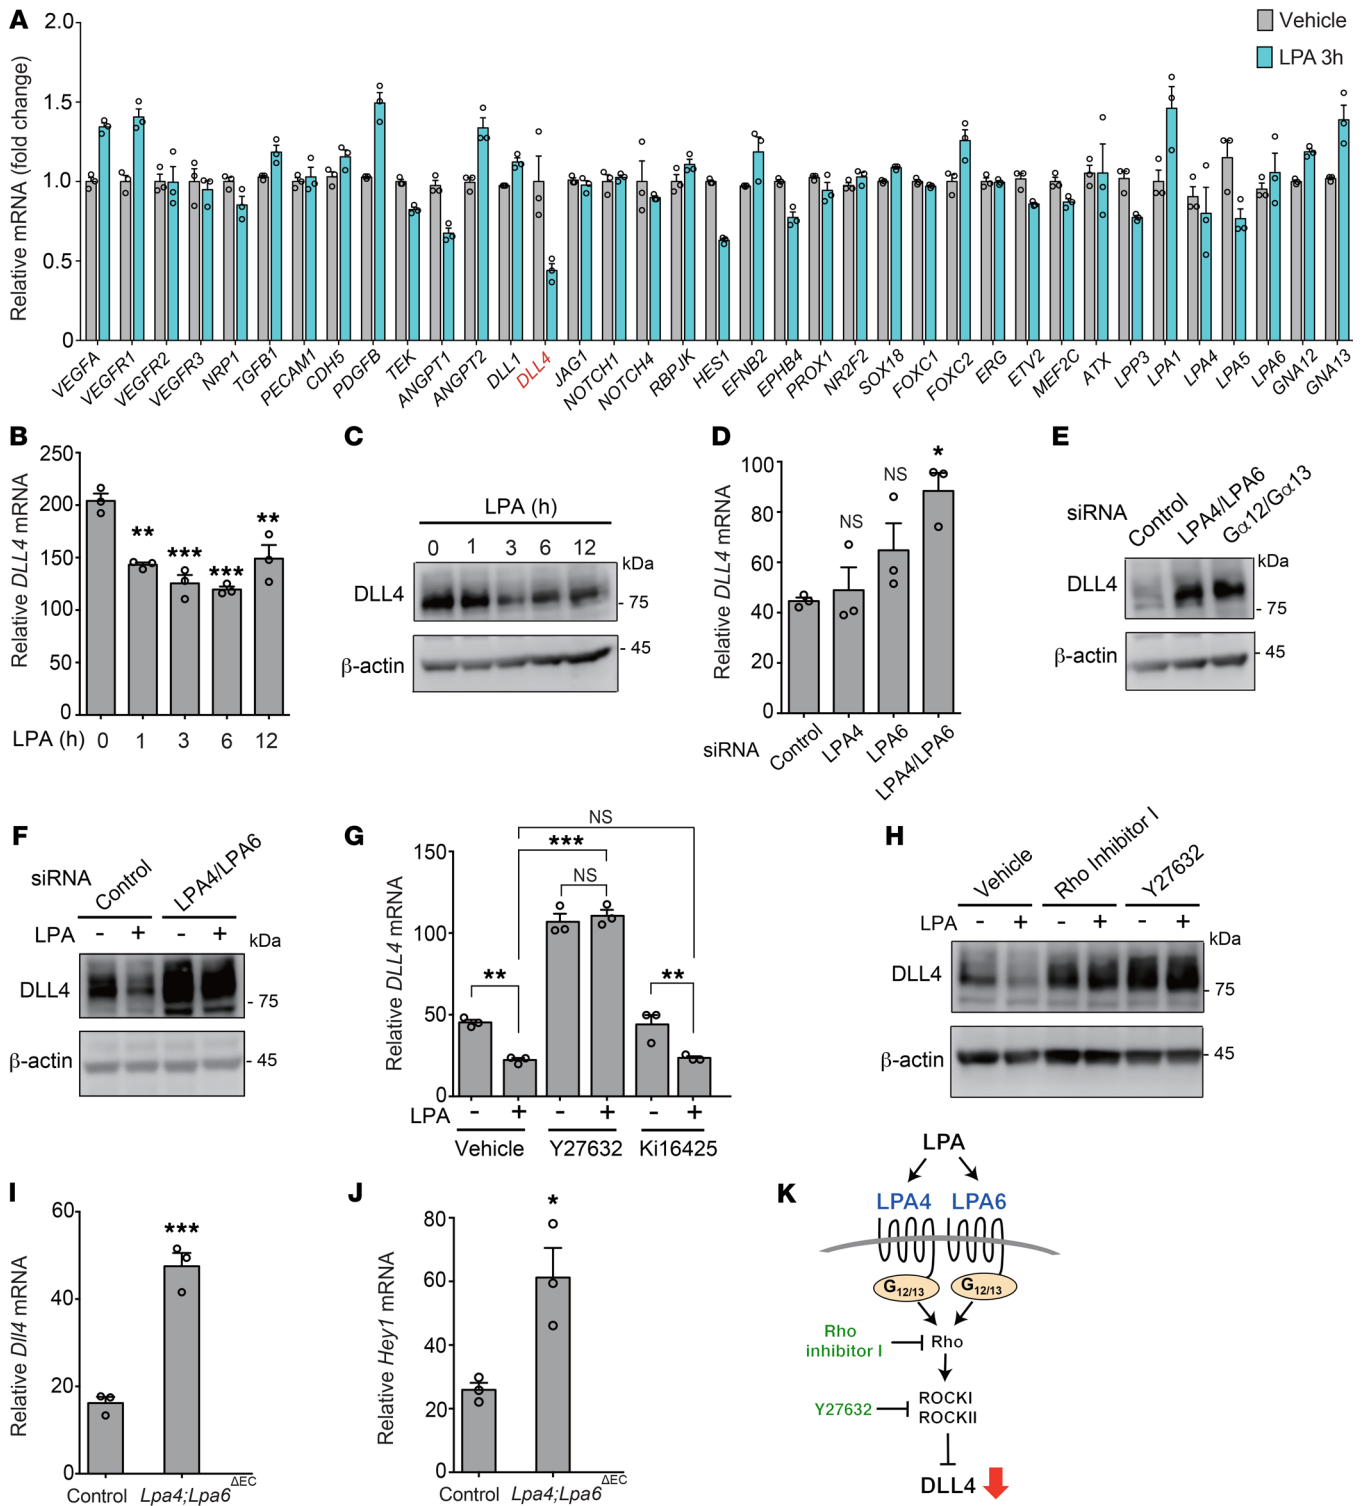 A
Relative mRNA (fold change)
2.0
1.5
1.0
0.5
0
Vehicle
LPA 3h
VEGFA
VEGFR1
VEGFR2
VEGFR3
NRP1
TGFB1
PECAM1
CDH5
PDGFB
TEK
ANGPT1
ANGPT2
DLL1
DLL4
JAG1
NOTCH1
NOTCH4
RBPJK
HES1
EFNB2
EPHB4
PROX1
NR2F2
SOX18
FOXC1
FOXC2
ERG
ETV2
MEF2C
ATX
LPP3
LPA1
LPA4
LPA5
LPA6
GNA12
GNA13
B
Relative DLL4 mRNA
250
200
150
100
50
0
** *** *** **
LPA (h) 0 1 3 6 12
C
LPA (h)
0 1 3 6 12
kDa
DLL4
- 75
- 45
β-actin
D
Relative DLL4 mRNA
100
80
60
40
20
0
NS NS *
siRNA Control LPA4 LPA6 LPA4/LPA6
E
siRNA Control LPA4/LPA6 Gα12/Gα13
kDa
DLL4
- 75
β-actin
- 45
F
siRNA Control LPA4/LPA6
LPA - + - +
kDa
DLL4
- 75
β-actin
- 45
G
Relative DLL4 mRNA
150
100
50
0
NS
***
NS
** **
LPA - + - + - +
Vehicle Y27632 Ki16425
H
Vehicle Rho Inhibitor I Y27632
LPA - + - + - +
kDa
DLL4
- 75
β-actin
- 45
I
Relative Dll4 mRNA
60
40
20
0
***
Control Lpa4;Lpa6 ΔEC
J
Relative Hey1 mRNA
80
60
40
20
0
*
Control Lpa4;Lpa6 ΔEC
K
LPA
LPA4 LPA6
G12/13 G12/13
Rho
inhibitor I
Rho
Y27632
ROCKI
ROCKII
DLL4